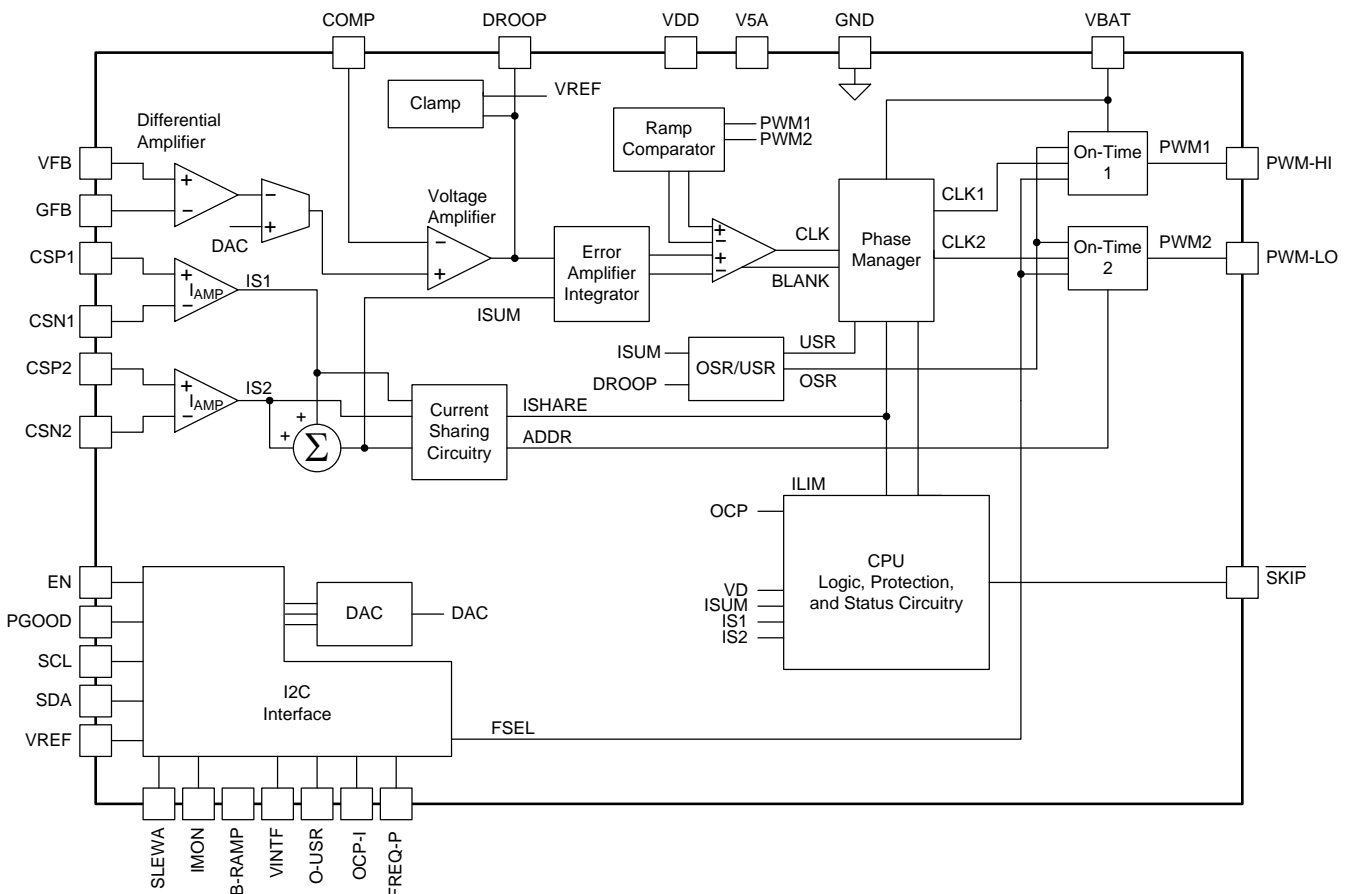 COMP
DROOP
VDD
V5A
GND
VBAT
Clamp
VREF
Differential
Amplifier
Ramp
Comparator
PWM1
PWM2
On-Time
1
PWM1
PWM-HI
VFB
+
−
GFB
−
+
DAC
Voltage
Amplifier
−
+
Error
Amplifier
Integrator
+
−
+
−
CLK
BLANK
Phase
Manager
CLK1
CLK2
On-Time
2
PWM2
PWM-LO
CSP1
+
IAMP
−
IS1
CSN1
ISUM
ISUM
DROOP
OSR/USR
USR
OSR
CSP2
+
IAMP
−
IS2
CSN2
+
+
Σ
Current
Sharing
Circuitry
ISHARE
ADDR
ILIM
OCP
CPU
Logic, Protection,
and Status Circuitry
VD
ISUM
IS1
IS2
SKIP
EN
PGOOD
SCL
SDA
VREF
DAC
DAC
I2C
Interface
FSEL
SLEWA
IMON
B-RAMP
VINTF
O-USR
OCP-I
FREQ-P